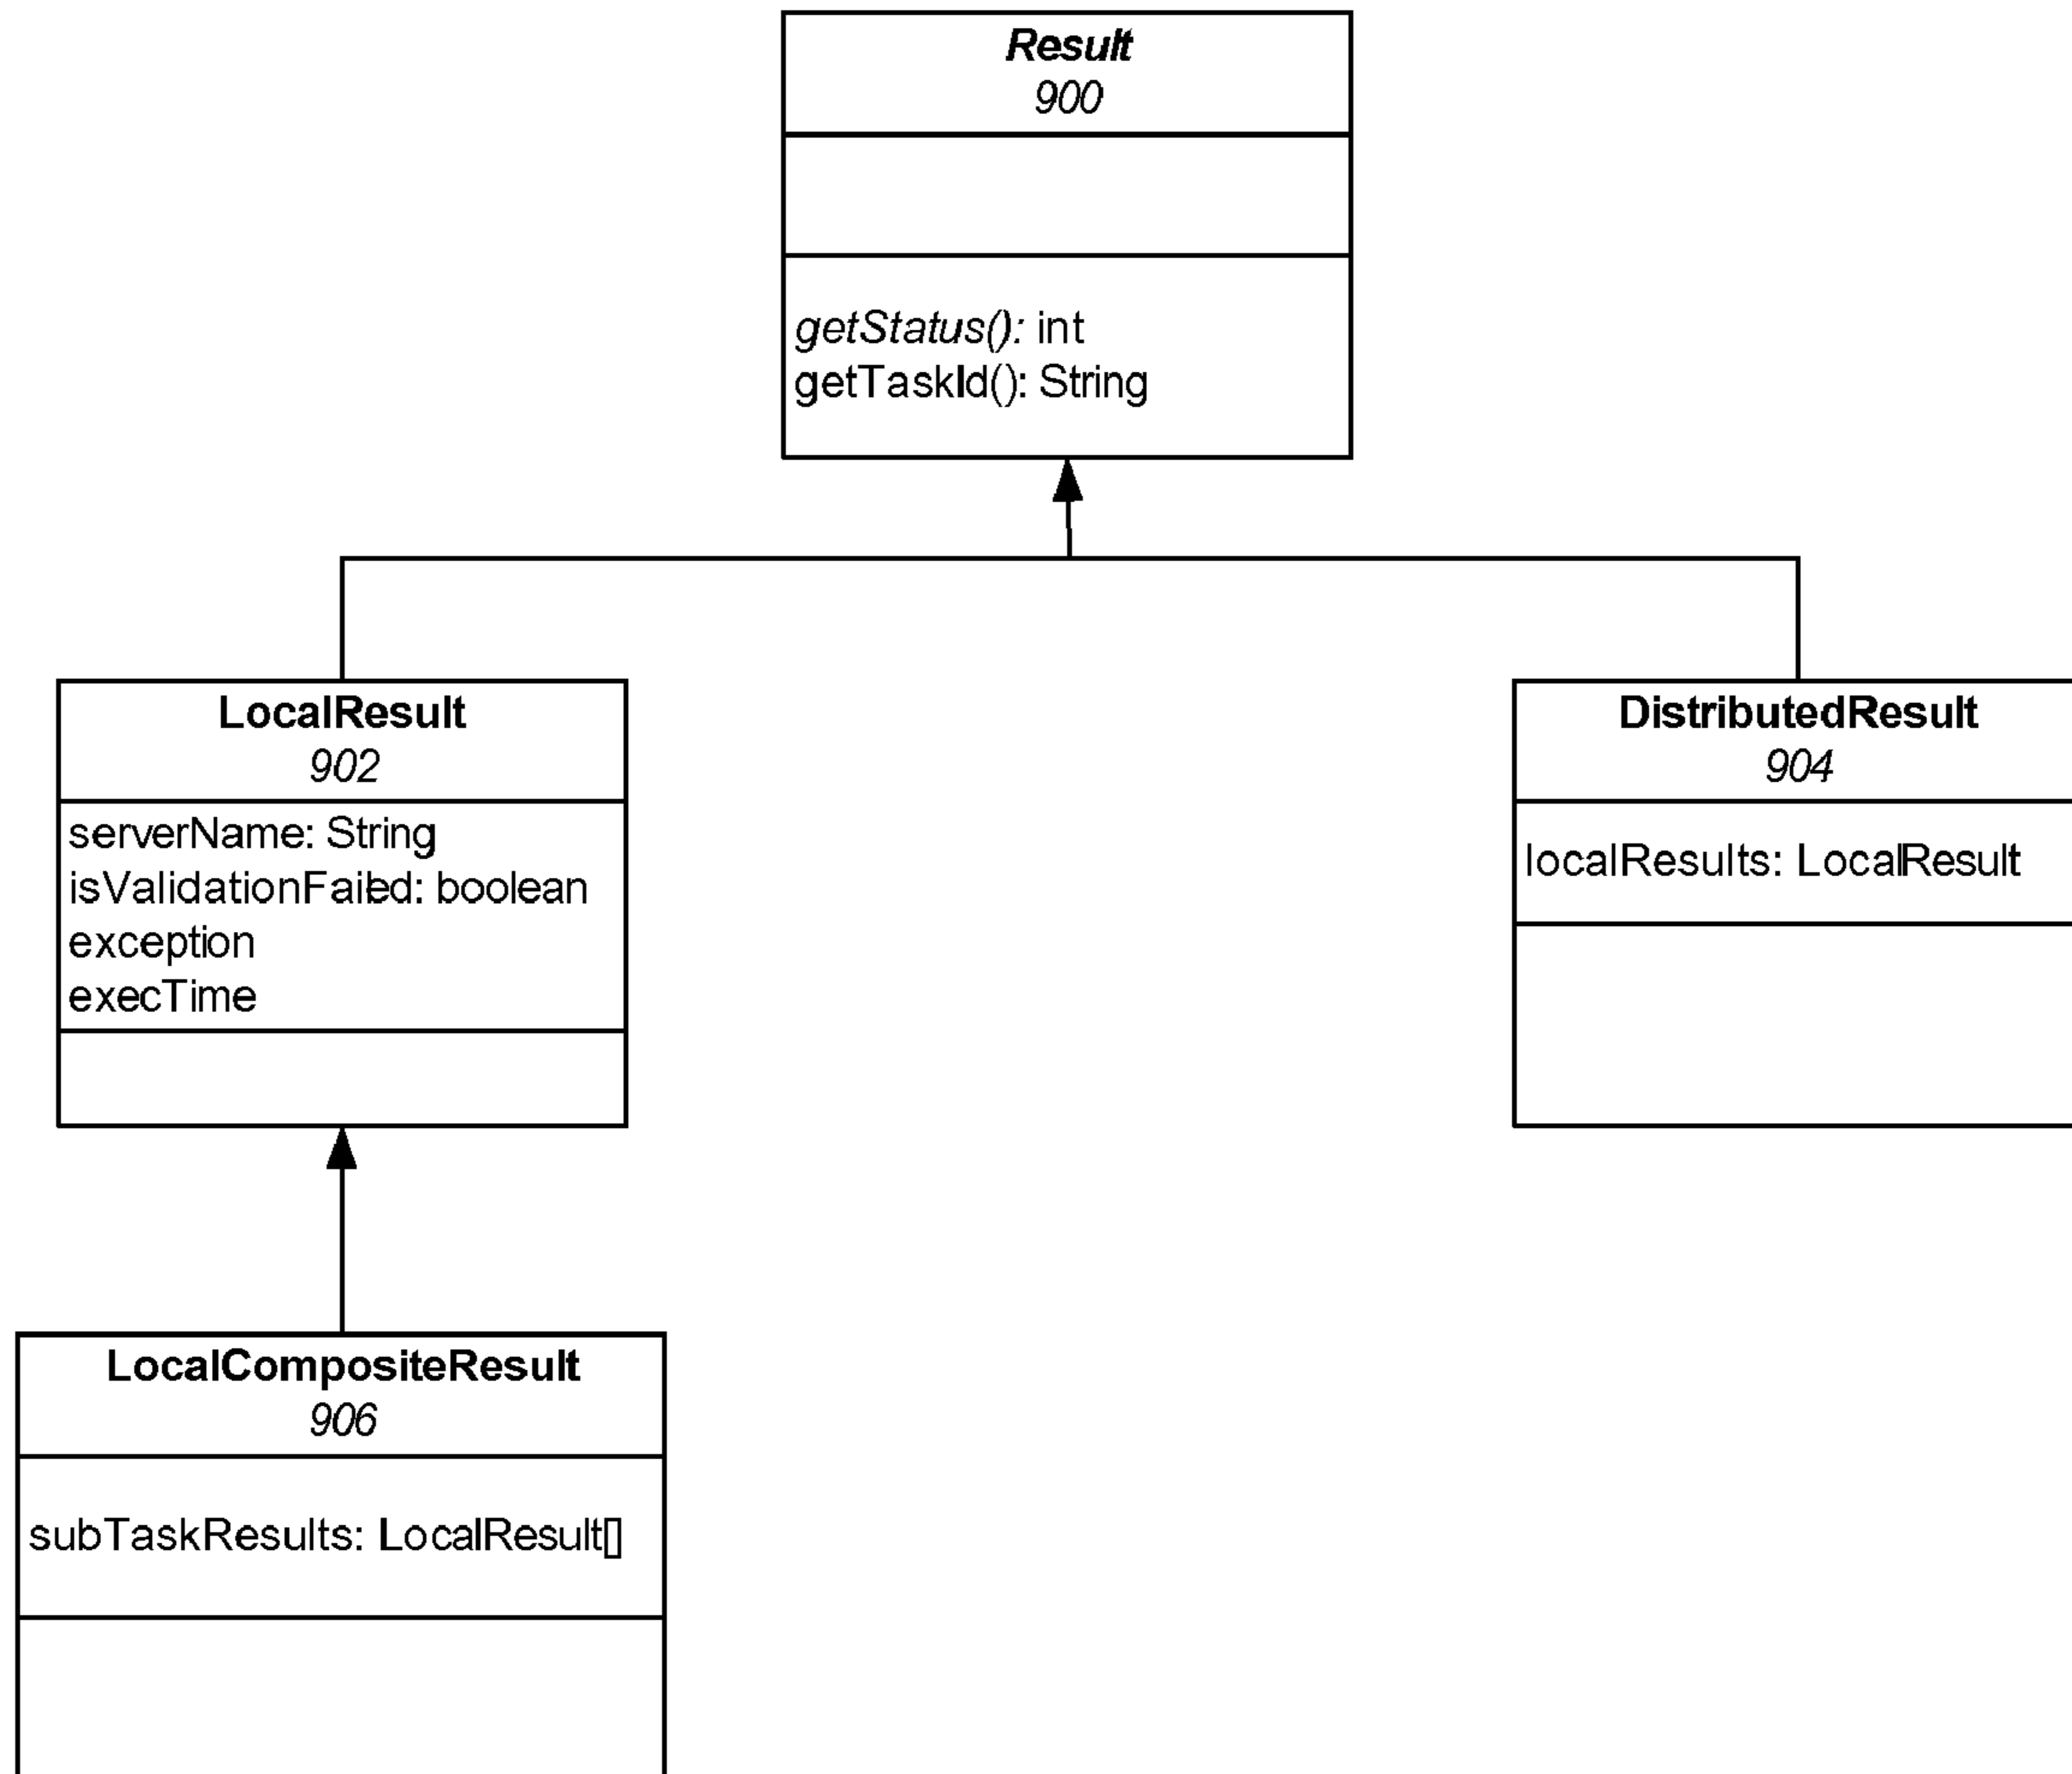 Result
900
getStatus(): int
getTaskId(): String
LocalResult
902
serverName: String
isValidationFailed: boolean
exception
execTime
DistributedResult
904
localResults: LocalResult
LocalCompositeResult
906
subTaskResults: LocalResult[]